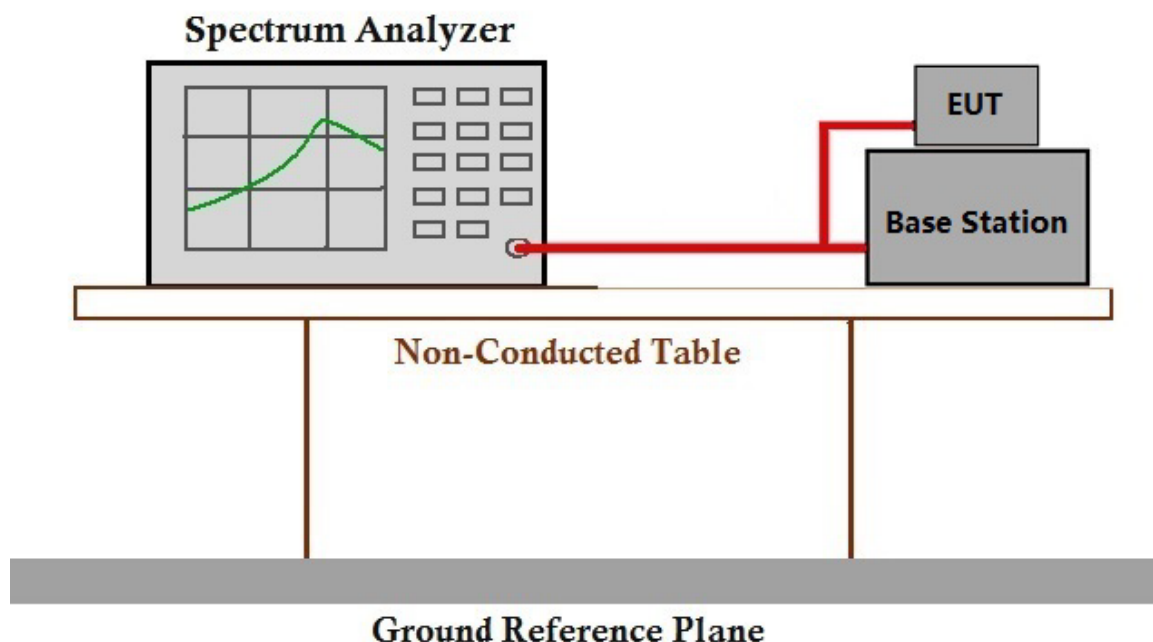 Spectrum Analyzer
EUT
Base Station
Non-Conducted Table
Ground Reference Plane